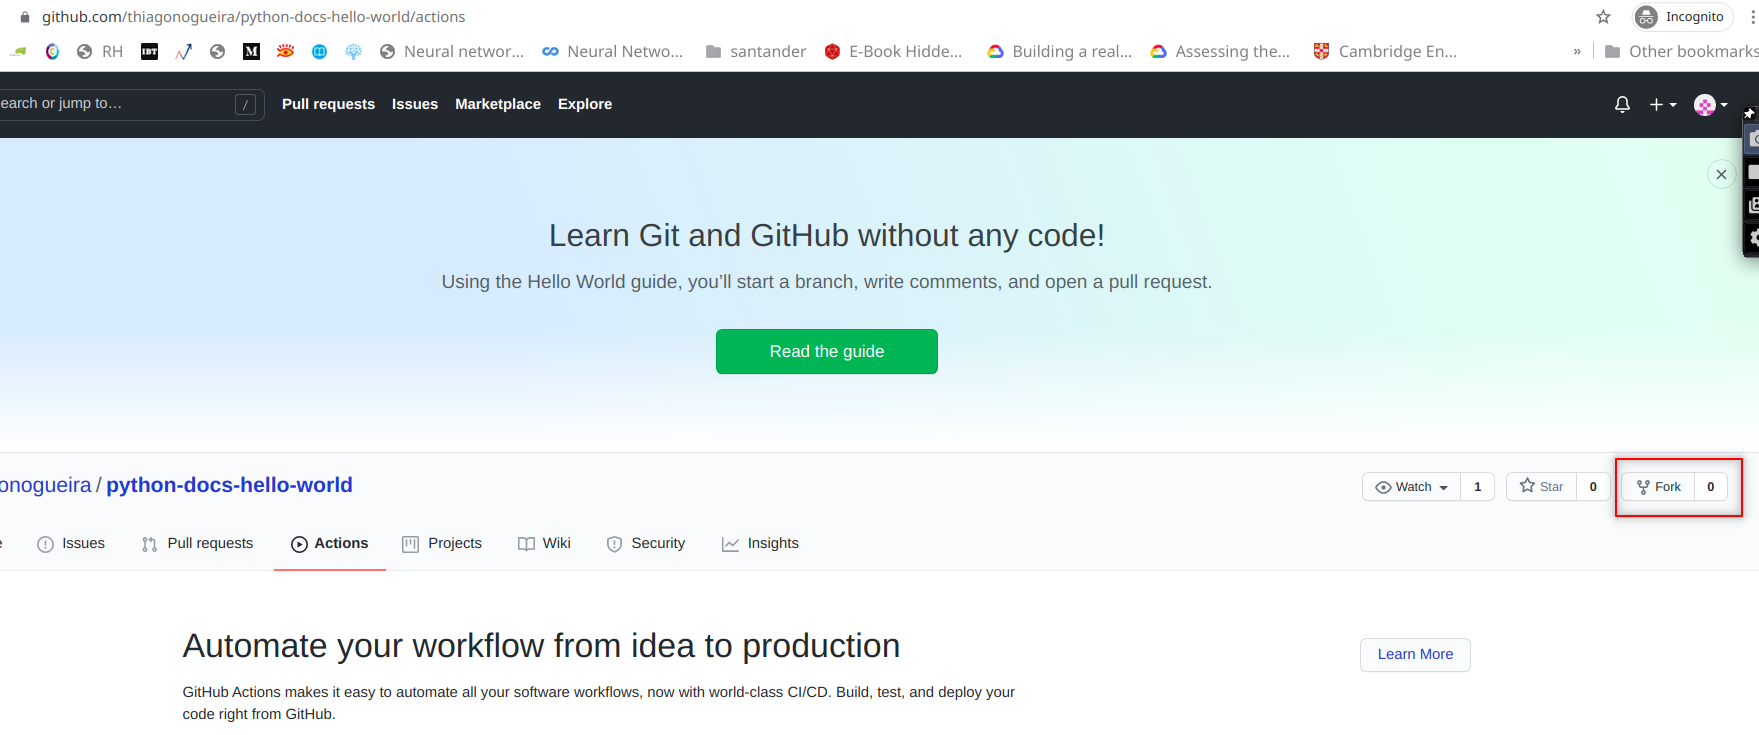 github.com/thiagonogueira/python-docs-hello-world/actions Incognito
RH IBT M Neural networ... Neural Netwo... santander E-Book Hidde... Building a real... Assessing the... Cambridge En... » Other bookmarks
earch or jump to... / Pull requests Issues Marketplace Explore
Learn Git and GitHub without any code!
Using the Hello World guide, you’ll start a branch, write comments, and open a pull request.
Read the guide
onogueira / python-docs-hello-world Watch 1 Star 0 Fork 0
e Issues Pull requests Actions Projects Wiki Security Insights
Automate your workflow from idea to production
Learn More
GitHub Actions makes it easy to automate all your software workflows, now with world-class CI/CD. Build, test, and deploy your
code right from GitHub.